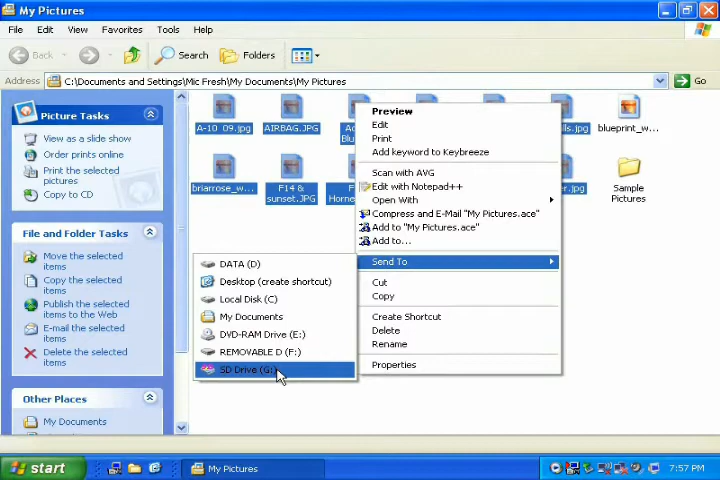 My Pictures
File Edit View Favorites Tools Help
Back Search Folders
Address C:\Documents and Settings\Mic Fresh\My Documents\My Pictures Go
Picture Tasks
View as a slide show
Order prints online
Print the selected
pictures
Copy to CD
File and Folder Tasks
Move the selected
items
Copy the selected
items
Publish the selected
items to the Web
E-mail the selected
items
Delete the selected
items
Other Places
My Documents
A-10 09.jpg AIRBAG.JPG blueprint_w...
briarrose_w... F14 &
sunset.JPG
Sample
Pictures
Preview
Edit
Print
Add keyword to Keybreeze
Scan with AVG
Edit with Notepad++
Open With
Compress and E-Mail "My Pictures.ace"
Add to "My Pictures.ace"
Add to...
Send To
Cut
Copy
Create Shortcut
Delete
Rename
Properties
DATA (D)
Desktop (create shortcut)
Local Disk (C)
My Documents
DVD-RAM Drive (E:)
REMOVABLE D (F:)
SD Drive (G:)
start My Pictures 7:57 PM